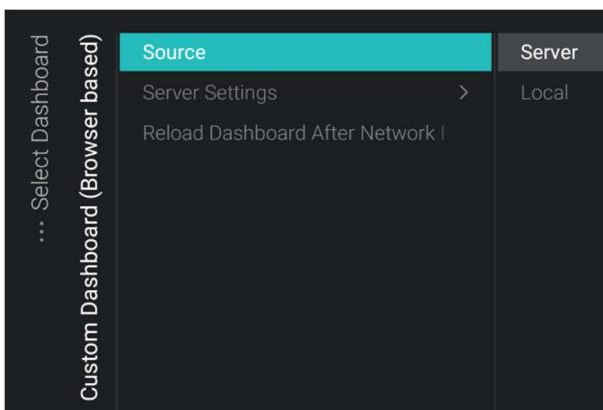 ... Select Dashboard
Custom Dashboard (Browser based)
Source
Server Settings
Reload Dashboard After Network
Server
Local